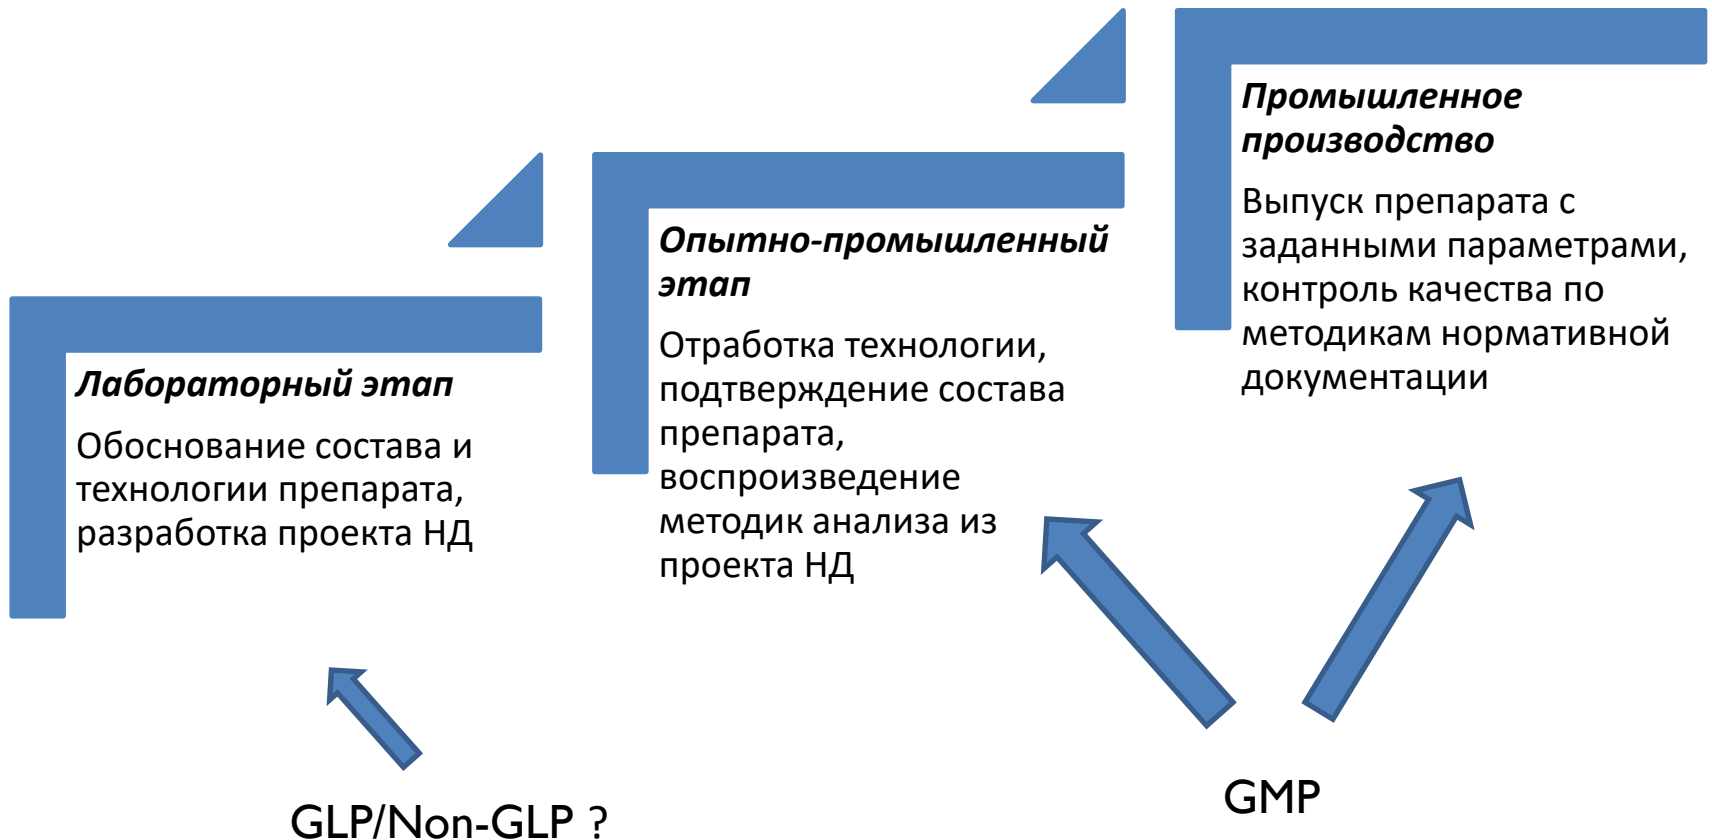 Лабораторный этап
Обоснование состава и
технологии препарата,
разработка проекта НД
Опытно-промышленный
этап
Отработка технологии,
подтверждение состава
препарата,
воспроизведение
методик анализа из
проекта НД
Промышленное
производство
Выпуск препарата с
заданными параметрами,
контроль качества по
методикам нормативной
документации
GLP/Non-GLP ?
GMP